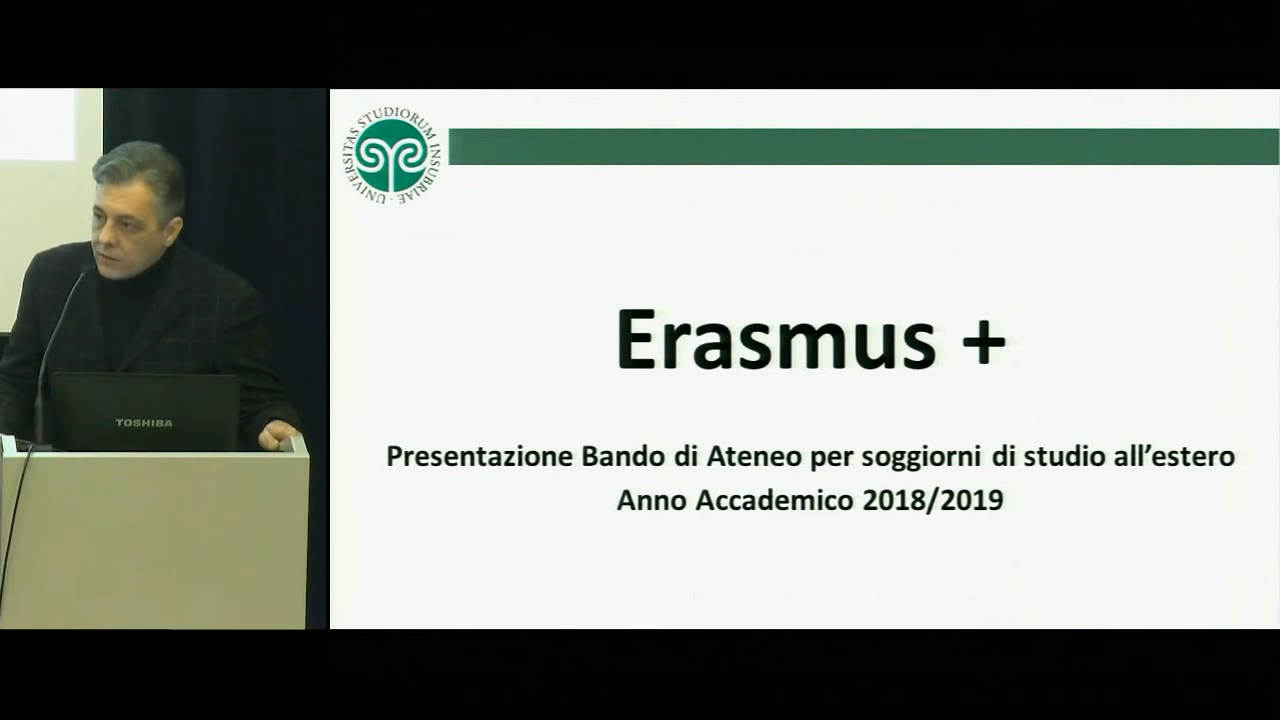 UNIVERSITAS STUDIORUM INSUBRIAE
Erasmus +
Presentazione Bando di Ateneo per soggiorni di studio all’estero
Anno Accademico 2018/2019
TOSHIBA